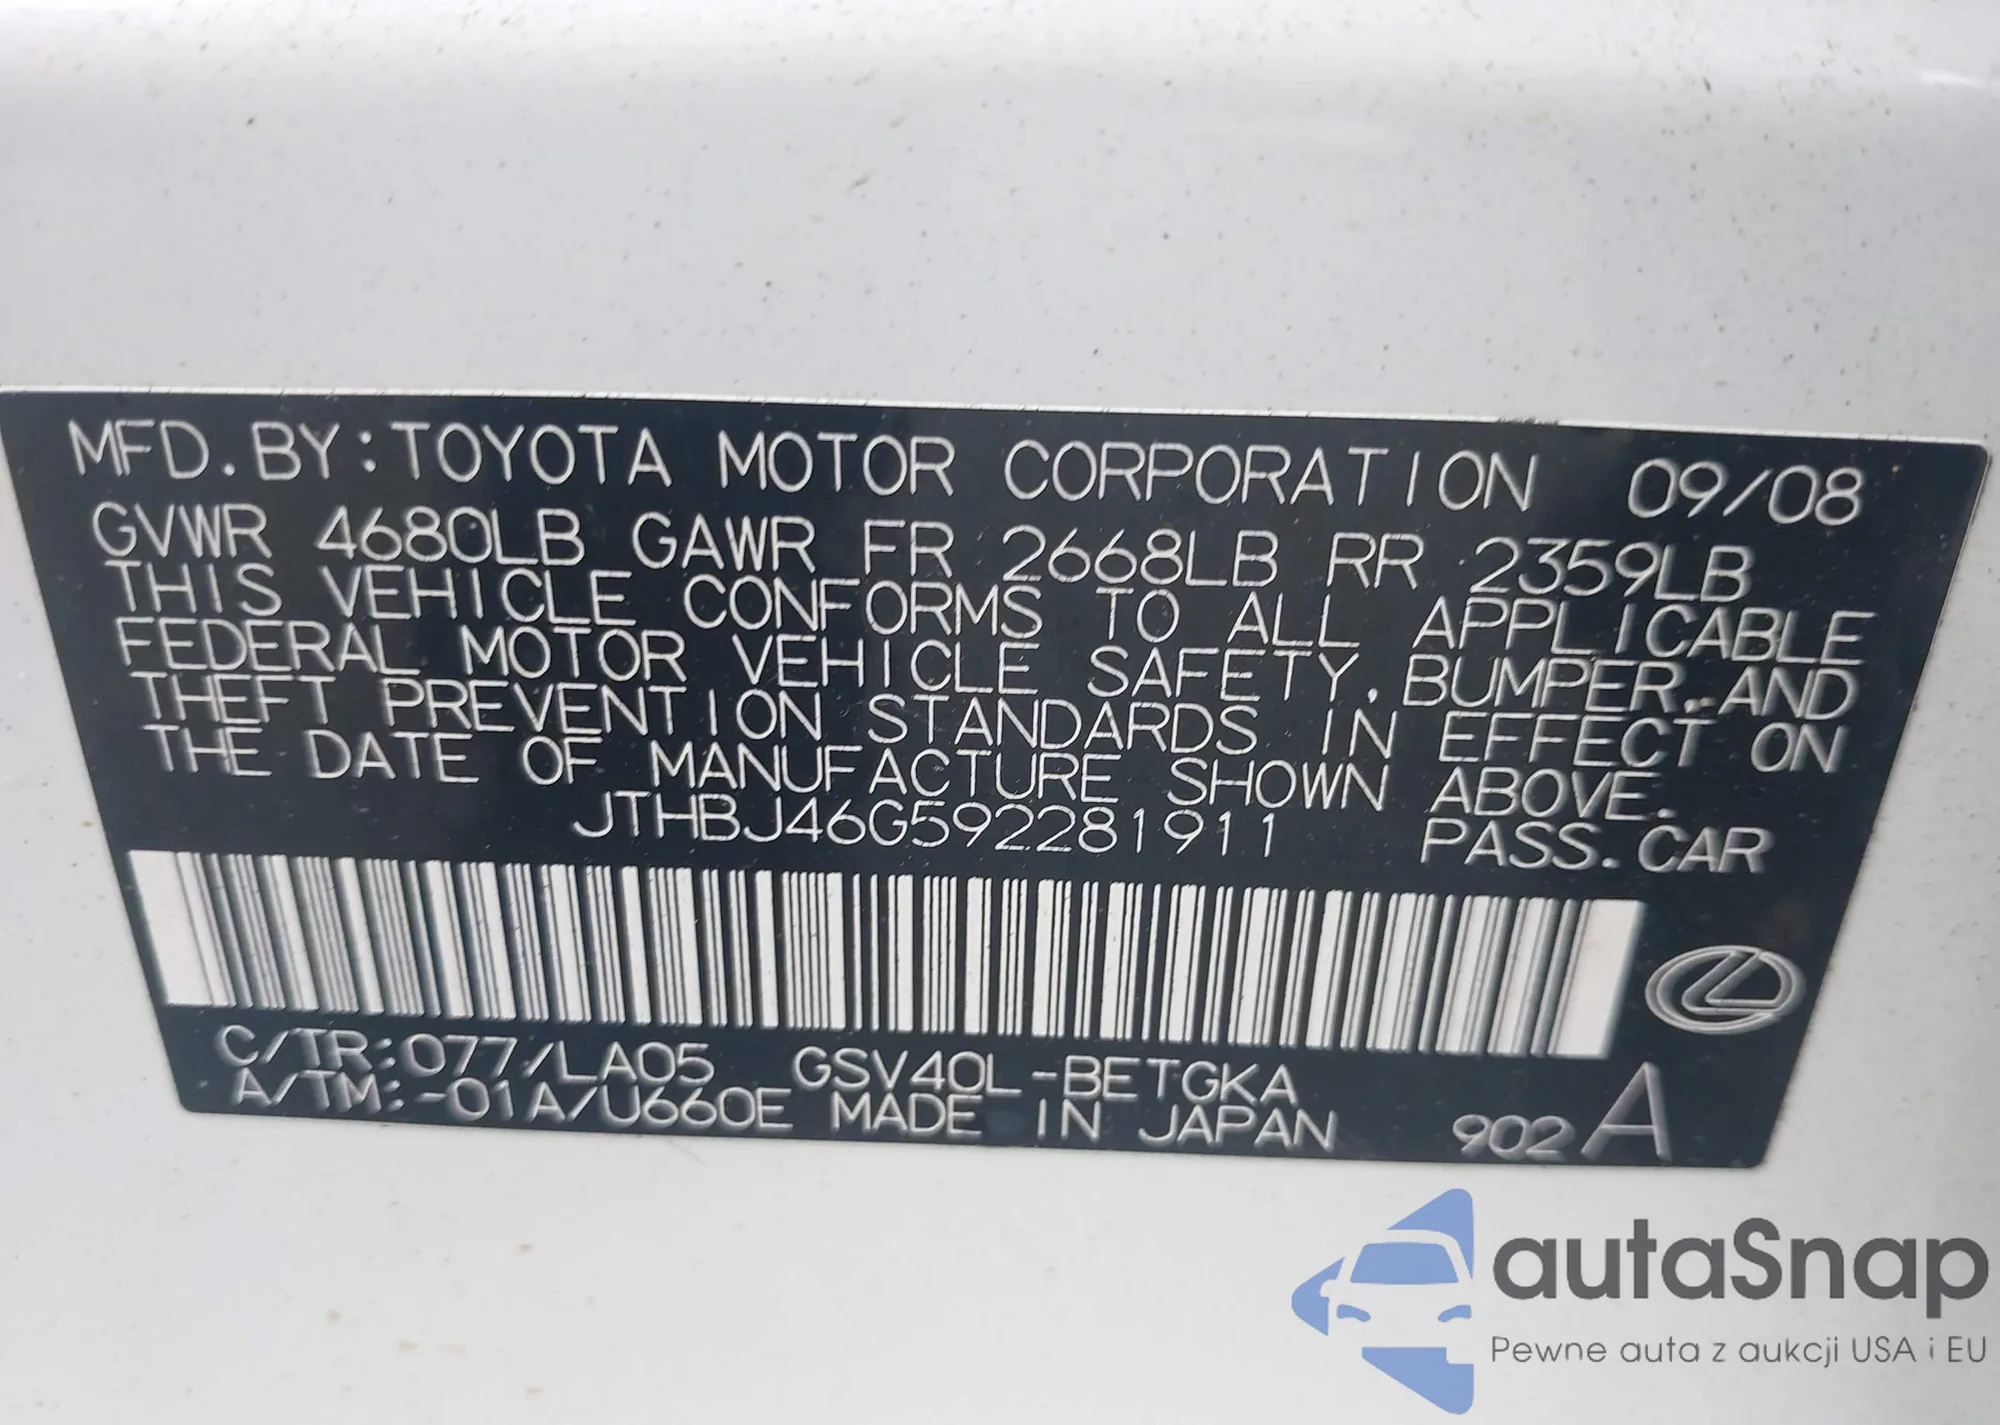 MFD.BY:TOYOTA MOTOR CORPORATION 09/08
GVWR 4680LB GAWR FR 2668LB RR 2359LB
THIS VEHICLE CONFORMS TO ALL APPLICABLE
FEDERAL MOTOR VEHICLE SAFETY, BUMPER, AND
THEFT PREVENTION STANDARDS IN EFFECT ON
THE DATE OF MANUFACTURE SHOWN ABOVE.
JTHBJ46G592281911 PASS.CAR
C/TR:077/LA05 GSV40L-BETGKA
A/TM:-01A/U660E MADE IN JAPAN 902 A
autaSnap
Pewne auta z aukcji USA i EU